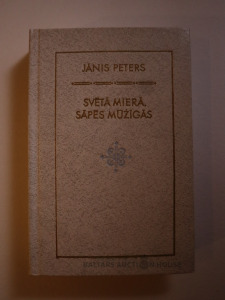 JĀNIS PETERS
SVĒTĀ MIERĀ,
SĀPES MŪŽĪGĀS